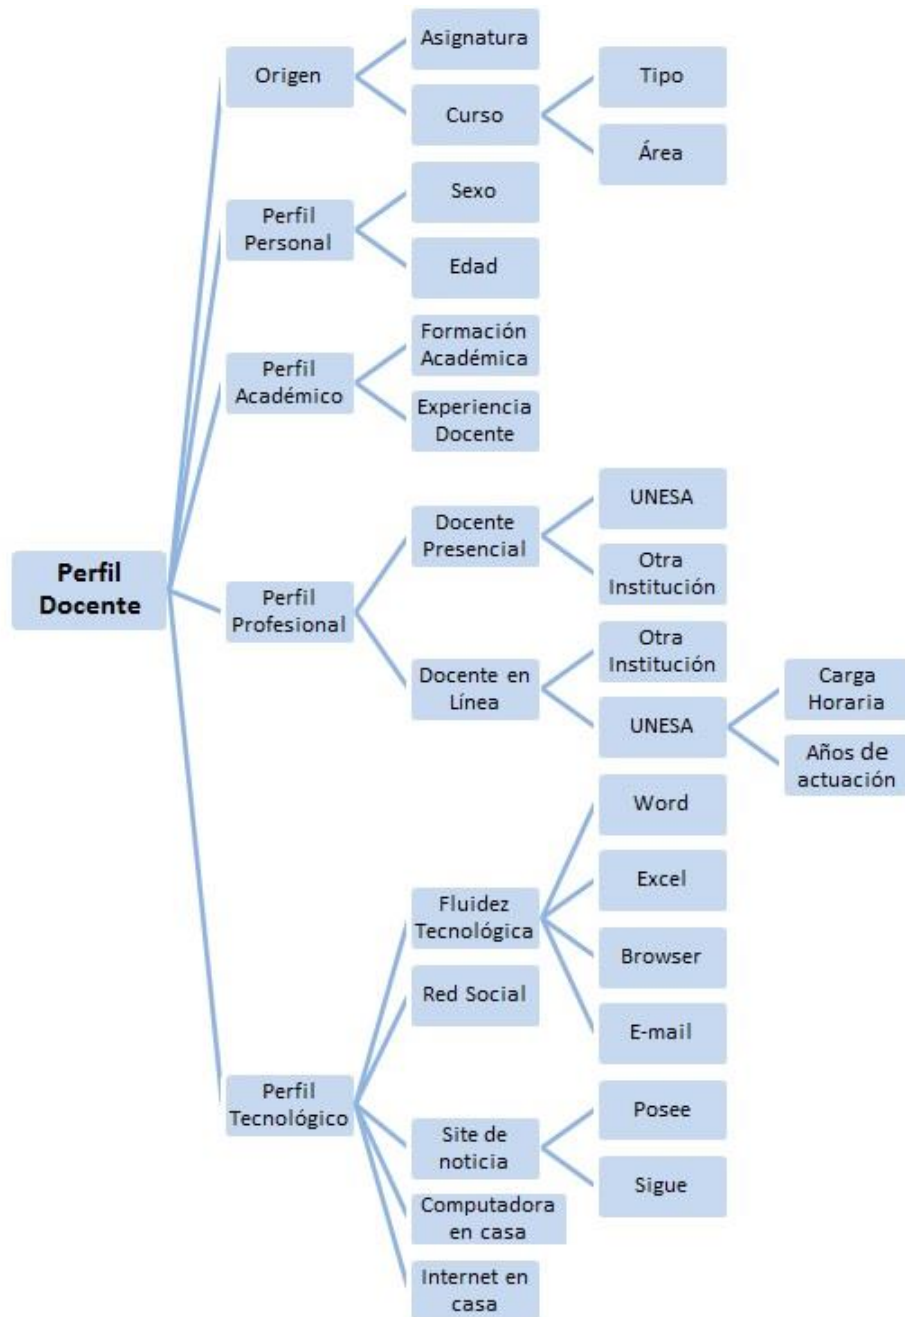 Asignatura
Origen
Tipo
Curso
Área
Sexo
Perfil
Personal
Edad
Formación
Académica
Perfil
Académico
Experiencia
Docente
UNESA
Docente
Presencial
Otra
Institución
Perfil
Docente
Perfil
Profesional
Otra
Institución
Docente en
Línea
Carga
Horaria
UNESA
Años de
actuación
Word
Excel
Fluidez
Tecnológica
Browser
Red Social
E-mail
Perfil
Tecnológico
Posee
Site de
noticia
Sigue
Computadora
en casa
Internet en
casa